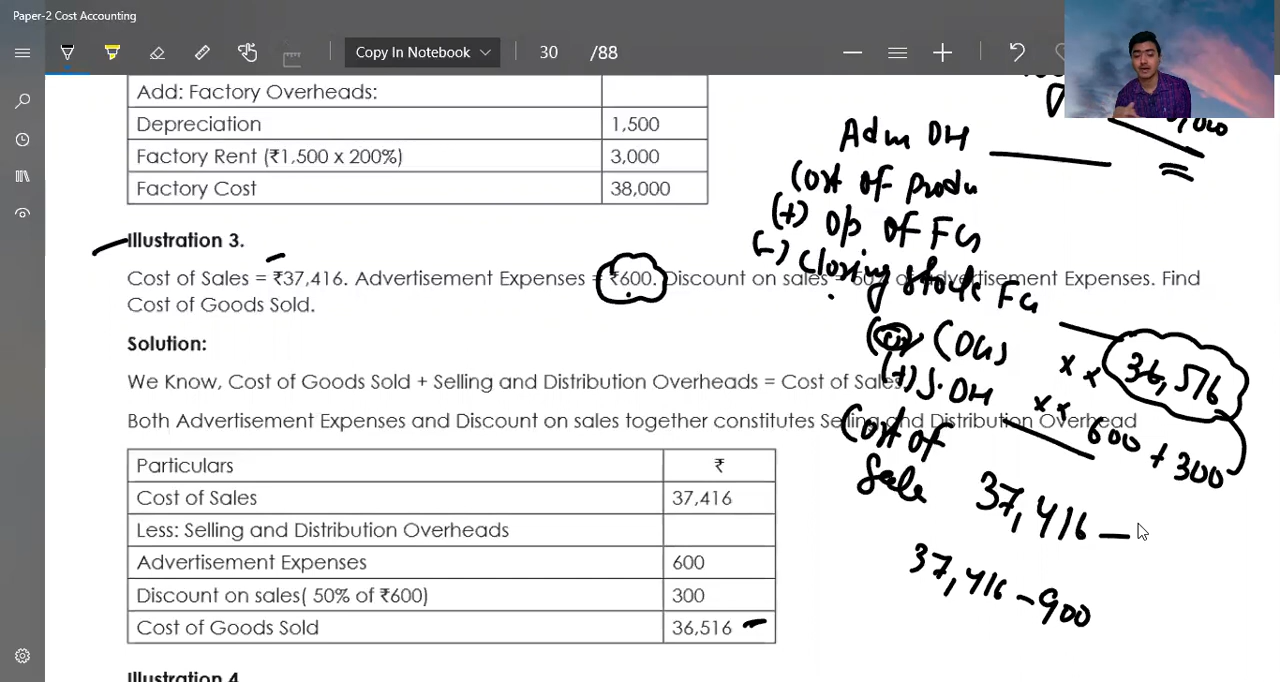 Paper-2 Cost Accounting
Copy In Notebook
30 /88
Add: Factory Overheads:
Depreciation 1,500
Factory Rent (₹1,500 x 200%) 3,000
Factory Cost 38,000
Illustration 3.
Cost of Sales = ₹37,416. Advertisement Expenses = ₹600. Discount on sales = of Advertisement Expenses. Find
Cost of Goods Sold.
Solution:
We Know, Cost of Goods Sold + Selling and Distribution Overheads = Cost of Sales.
Both Advertisement Expenses and Discount on sales together constitutes Selling and Distribution Overhead
Particulars ₹
Cost of Sales 37,416
Less: Selling and Distribution Overheads
Advertisement Expenses 600
Discount on sales( 50% of ₹600) 300
Cost of Goods Sold 36,516
Illustration 4
Adm OH
Cost of produ
(+) Op of FG
(-) Closing stock FG
COGS x x 36,516
(+) S. OH x x 600 + 300
Cost of
Sale 37,416 —
37,416 - 900